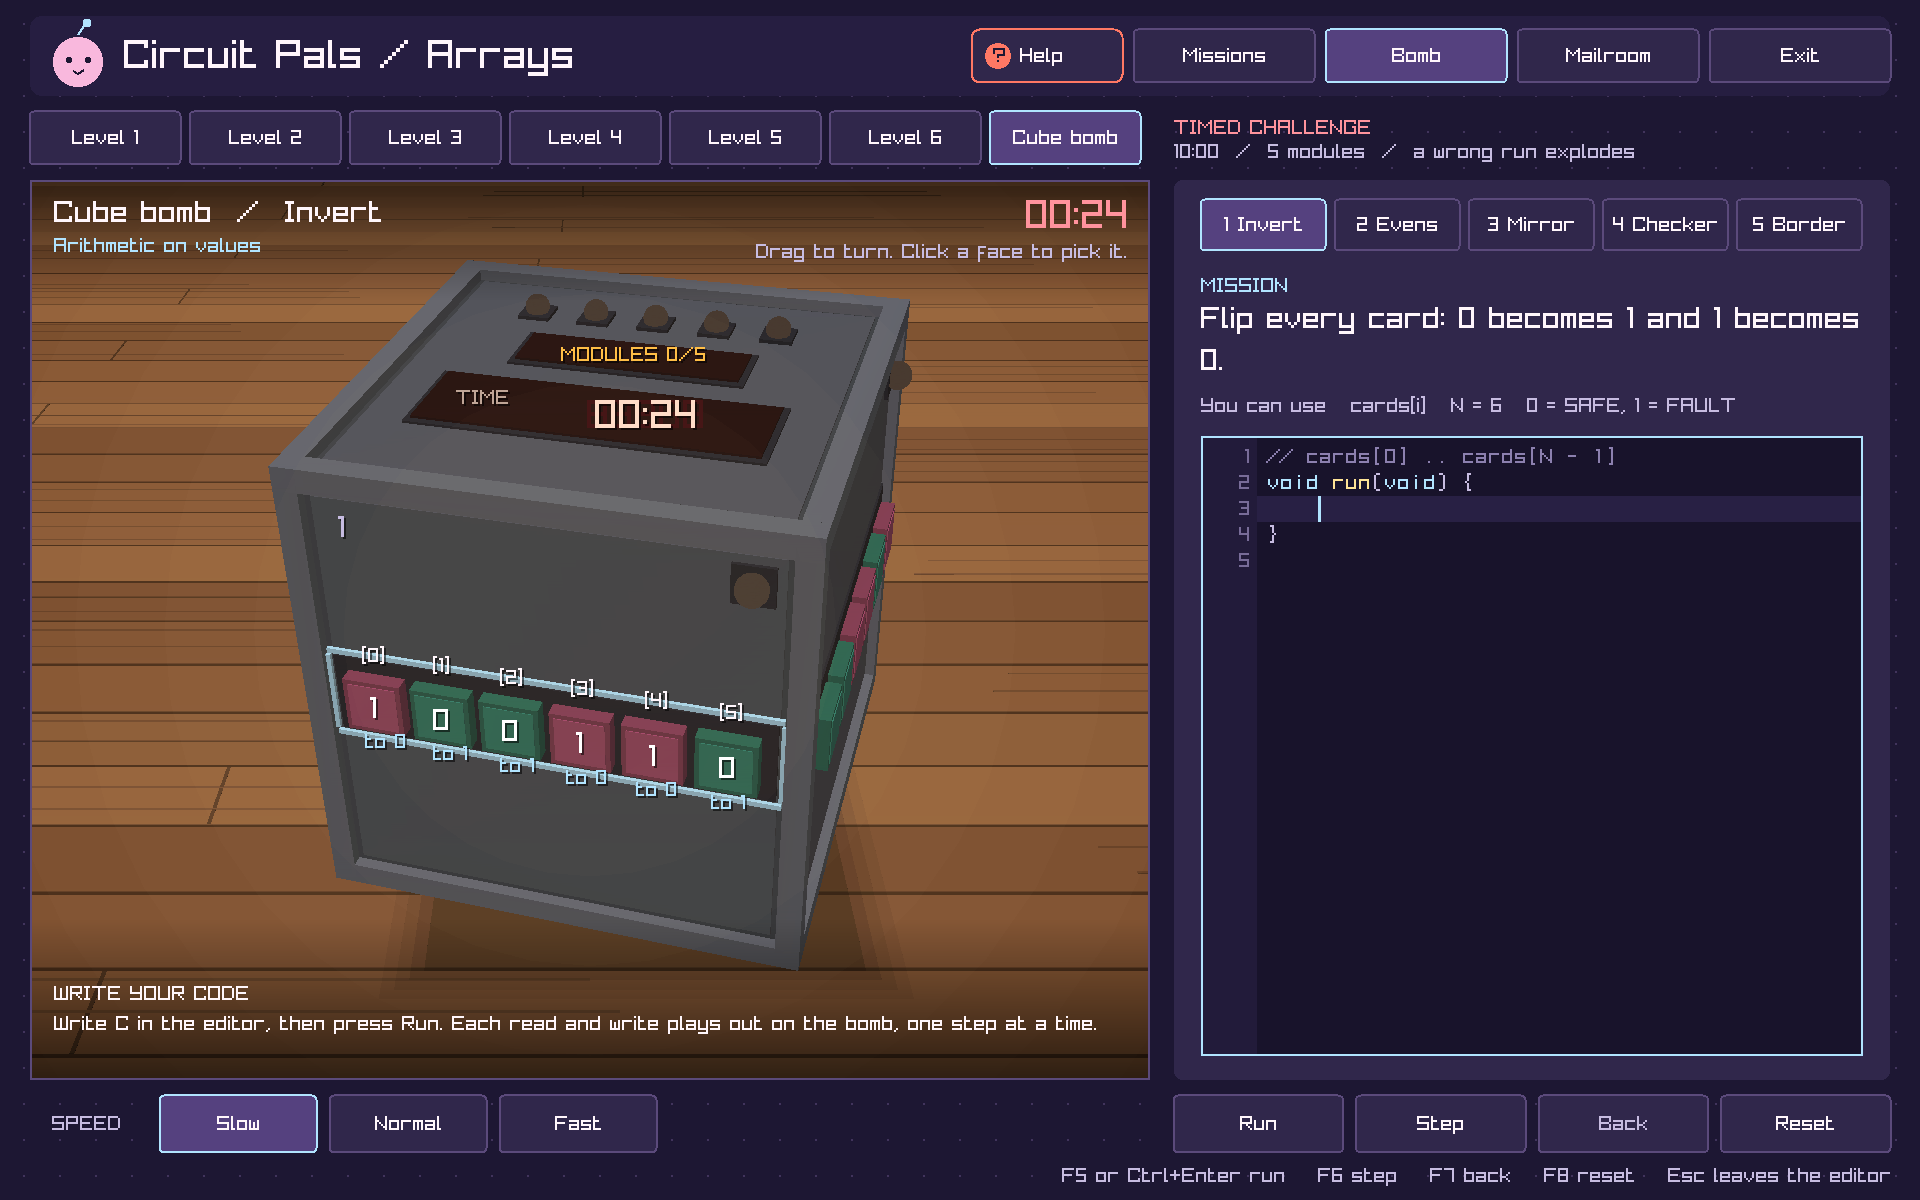 Circuit Pals / Arrays
? Help
Missions
Bomb
Mailroom
Exit
Level 1
Level 2
Level 3
Level 4
Level 5
Level 6
Cube bomb
TIMED CHALLENGE
10:00 / 5 modules / a wrong run explodes
Cube bomb / Invert
00:24
Arithmetic on values
Drag to turn. Click a face to pick it.
MODULES 0/5
TIME 00:24
1
[0] [1] [2] [3] [4] [5]
1 0 0 1 1 0
to 0 to 1 to 1 to 0 to 0 to 1
WRITE YOUR CODE
Write C in the editor, then press Run. Each read and write plays out on the bomb, one step at a time.
1 Invert
2 Evens
3 Mirror
4 Checker
5 Border
MISSION
Flip every card: 0 becomes 1 and 1 becomes
0.
You can use cards[i] N = 6 0 = SAFE, 1 = FAULT
1 // cards[0] .. cards[N - 1]
2 void run(void) {
3
4 }
5
SPEED
Slow
Normal
Fast
Run
Step
Back
Reset
F5 or Ctrl+Enter run F6 step F7 back F8 reset Esc leaves the editor